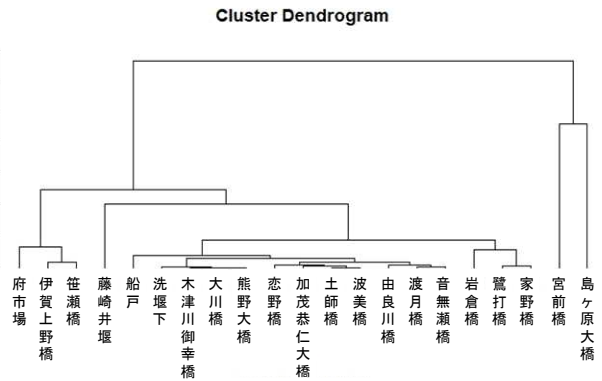 Cluster Dendrogram
府市場
伊賀上野橋
笹瀬橋
藤崎井堰
船戸
洗堰下
木津川御幸橋
大川橋
熊野大橋
恋野橋
加茂恭仁大橋
土師橋
波美橋
由良川橋
渡月橋
音無瀬橋
岩倉橋
鷺打橋
家野橋
宮前橋
島ヶ原大橋